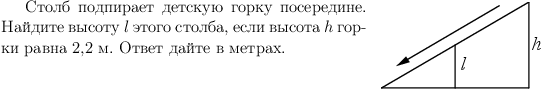 Столб подпирает детскую горку посередине.
Найдите высоту l этого столба, если высота h гор-
ки равна 2,2 м. Ответ дайте в метрах.
h
l